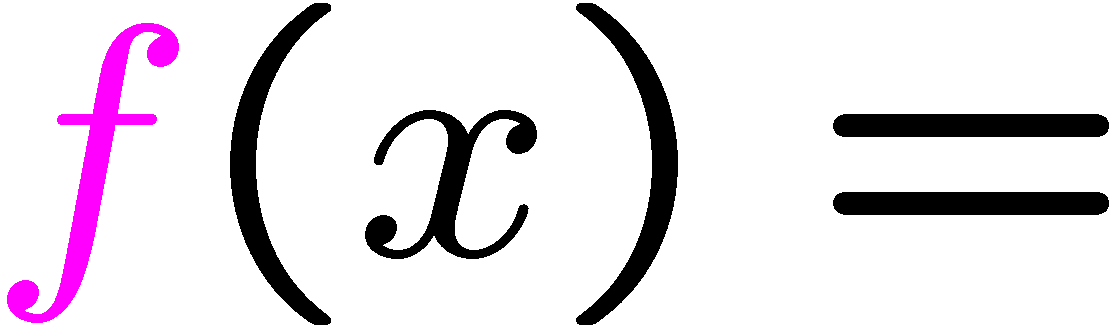 f(x) =